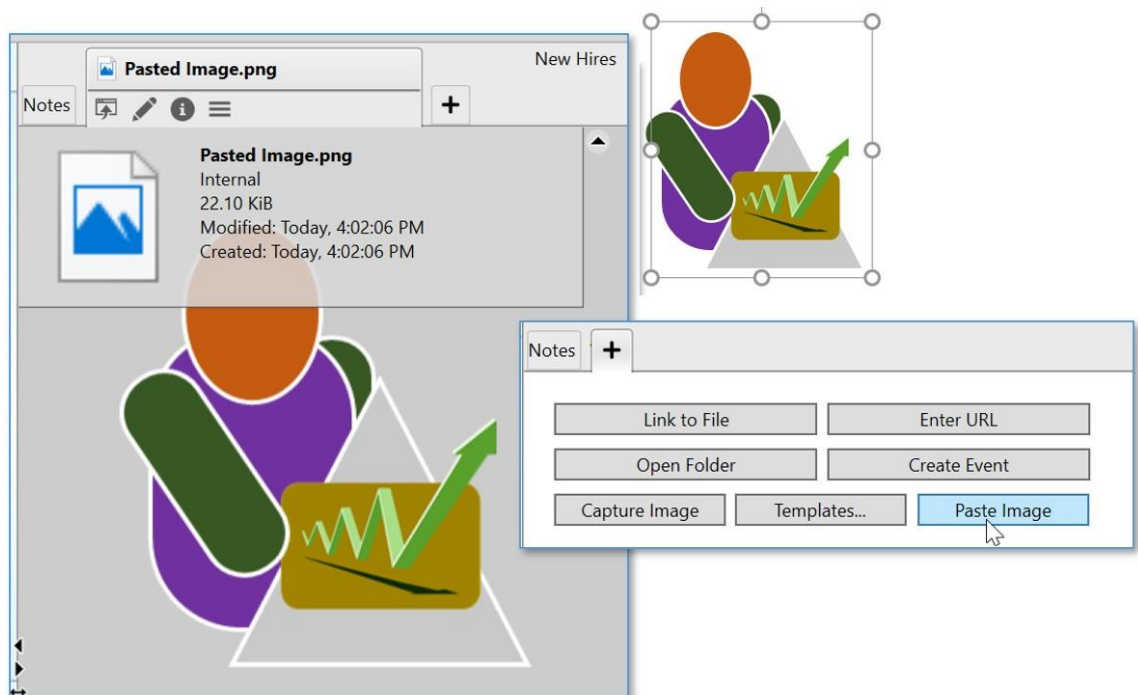 Pasted Image.png
New Hires
Notes
Pasted Image.png
Internal
22.10 KiB
Modified: Today, 4:02:06 PM
Created: Today, 4:02:06 PM
Notes
Link to File
Enter URL
Open Folder
Create Event
Capture Image
Templates...
Paste Image